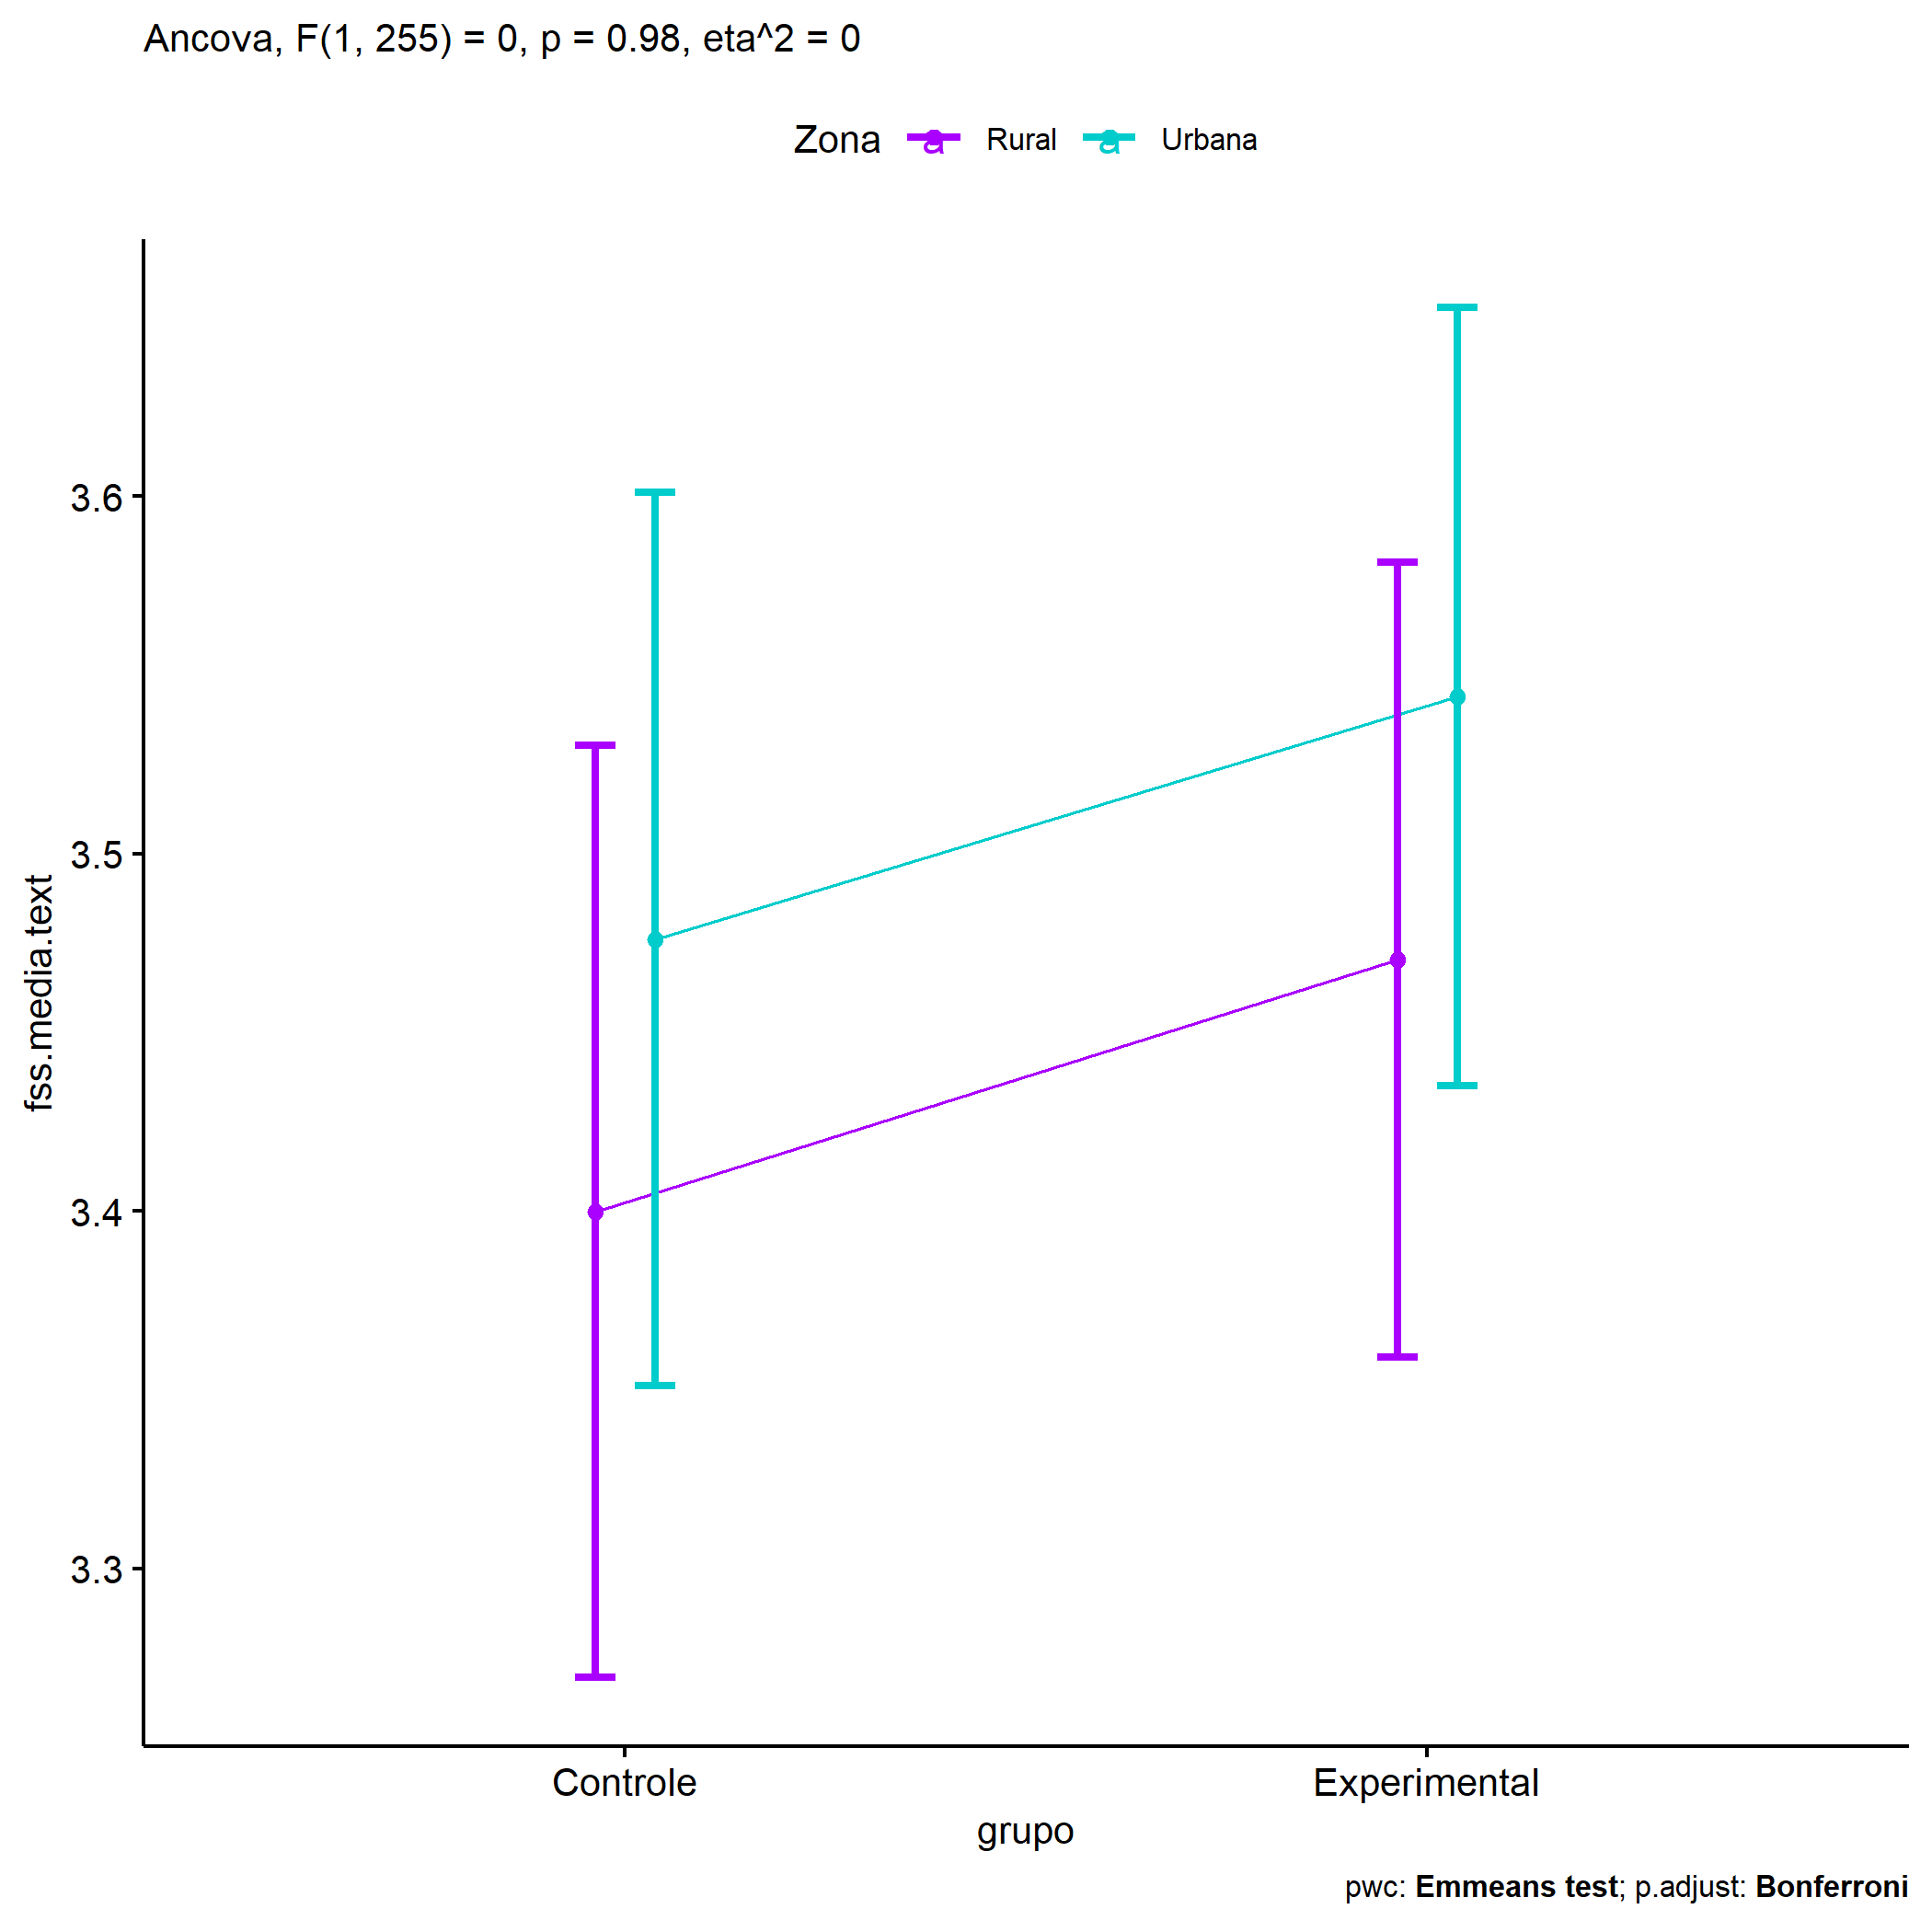 Ancova, F(1, 255) = 0, p = 0.98, eta^2 = 0
Zona a Rural a Urbana
3.6
3.5
3.4
3.3
fss.media.text
Controle Experimental
grupo
pwc: Emmeans test; p.adjust: Bonferroni